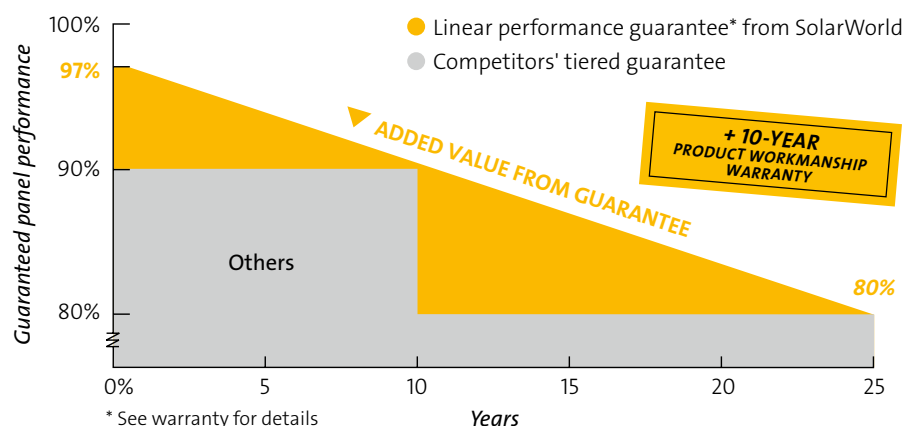 100%
97%
90%
80%
Guaranteed panel performance
Linear performance guarantee* from SolarWorld
Competitors' tiered guarantee
ADDED VALUE FROM GUARANTEE
+ 10-YEAR
PRODUCT WORKMANSHIP
WARRANTY
Others
80%
0% 5 10 15 20 25
* See warranty for details
Years